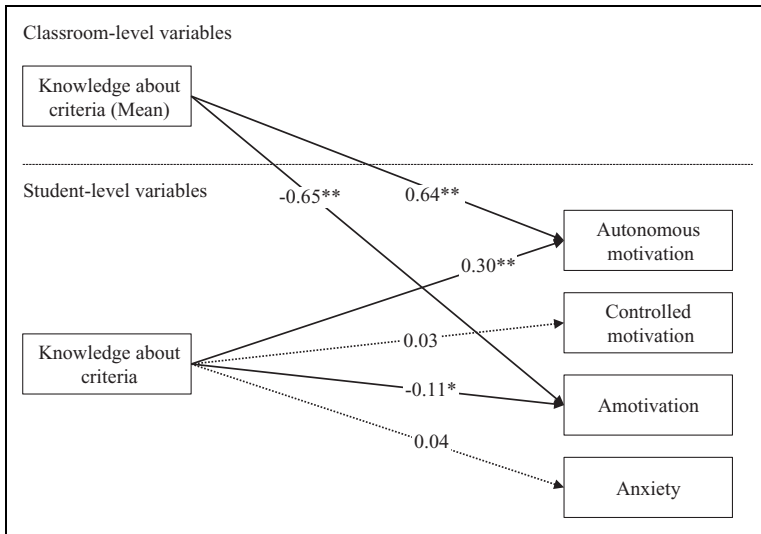 Classroom-level variables
Knowledge about
criteria (Mean)
Student-level variables
-0.65**
0.64**
Autonomous
motivation
0.30**
Controlled
motivation
0.03
Knowledge about
criteria
-0.11*
Amotivation
0.04
Anxiety